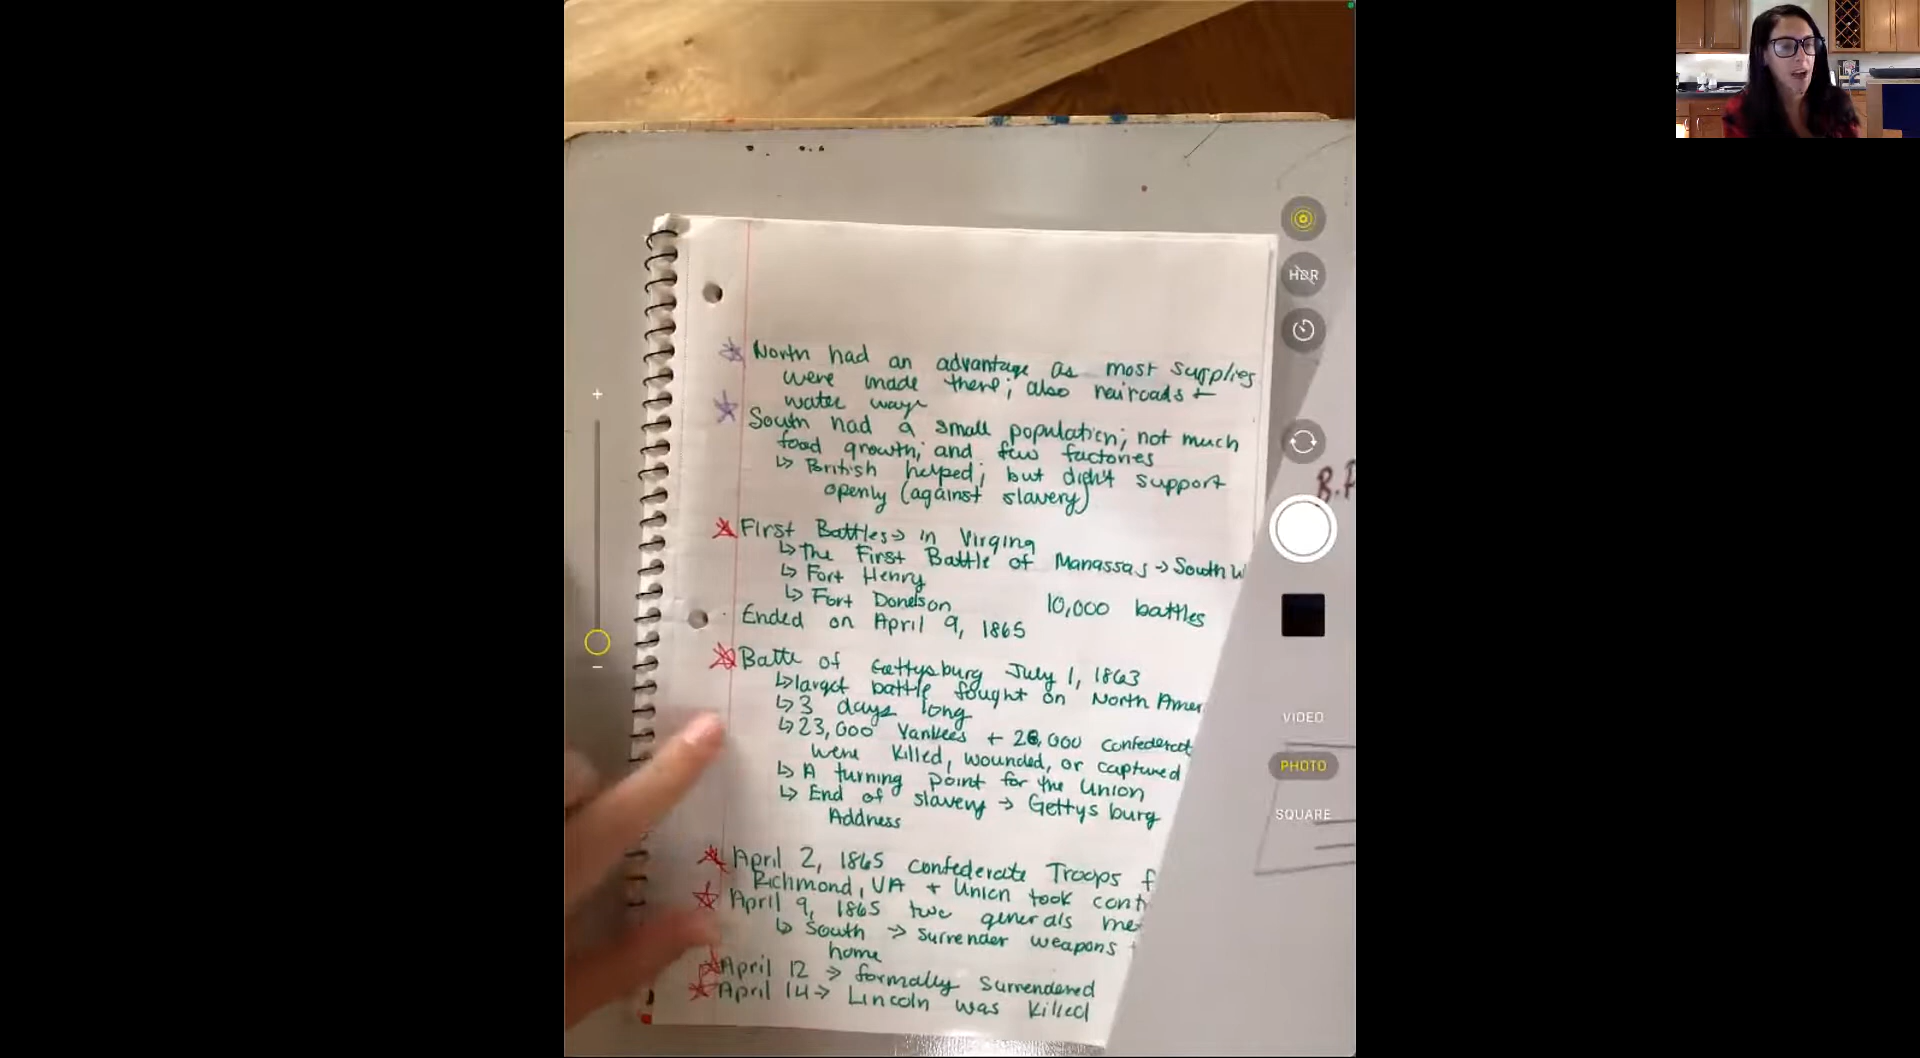 North had an advantage as most supplies
were made there; also rairoads +
water ways
South had a small population; not much
food growth; and few factories
↳ British helped; but didn't support
openly (against slavery)
First Battles → in Virgina
↳ The First Battle of Manassas → South W
↳ Fort Henry
↳ Fort Donelson 10,000 battles
Ended on April 9, 1865
Battle of Gettysburg July 1, 1863
↳ largest battle fought on North Amer
↳ 3 days long
↳ 23,000 Yankees + 28,000 confederat
were killed, wounded, or captured
↳ A turning point for the Union
↳ End of slavery → Gettysburg
Address
April 2, 1865 Confederate Troops f
Richmond, VA + Union took cont
April 9, 1865 two generals me
↳ South → surrender weapons +
home
April 12 → formally surrendered
April 14 → Lincoln was killed
HDR
B.
VIDEO
PHOTO
SQUARE